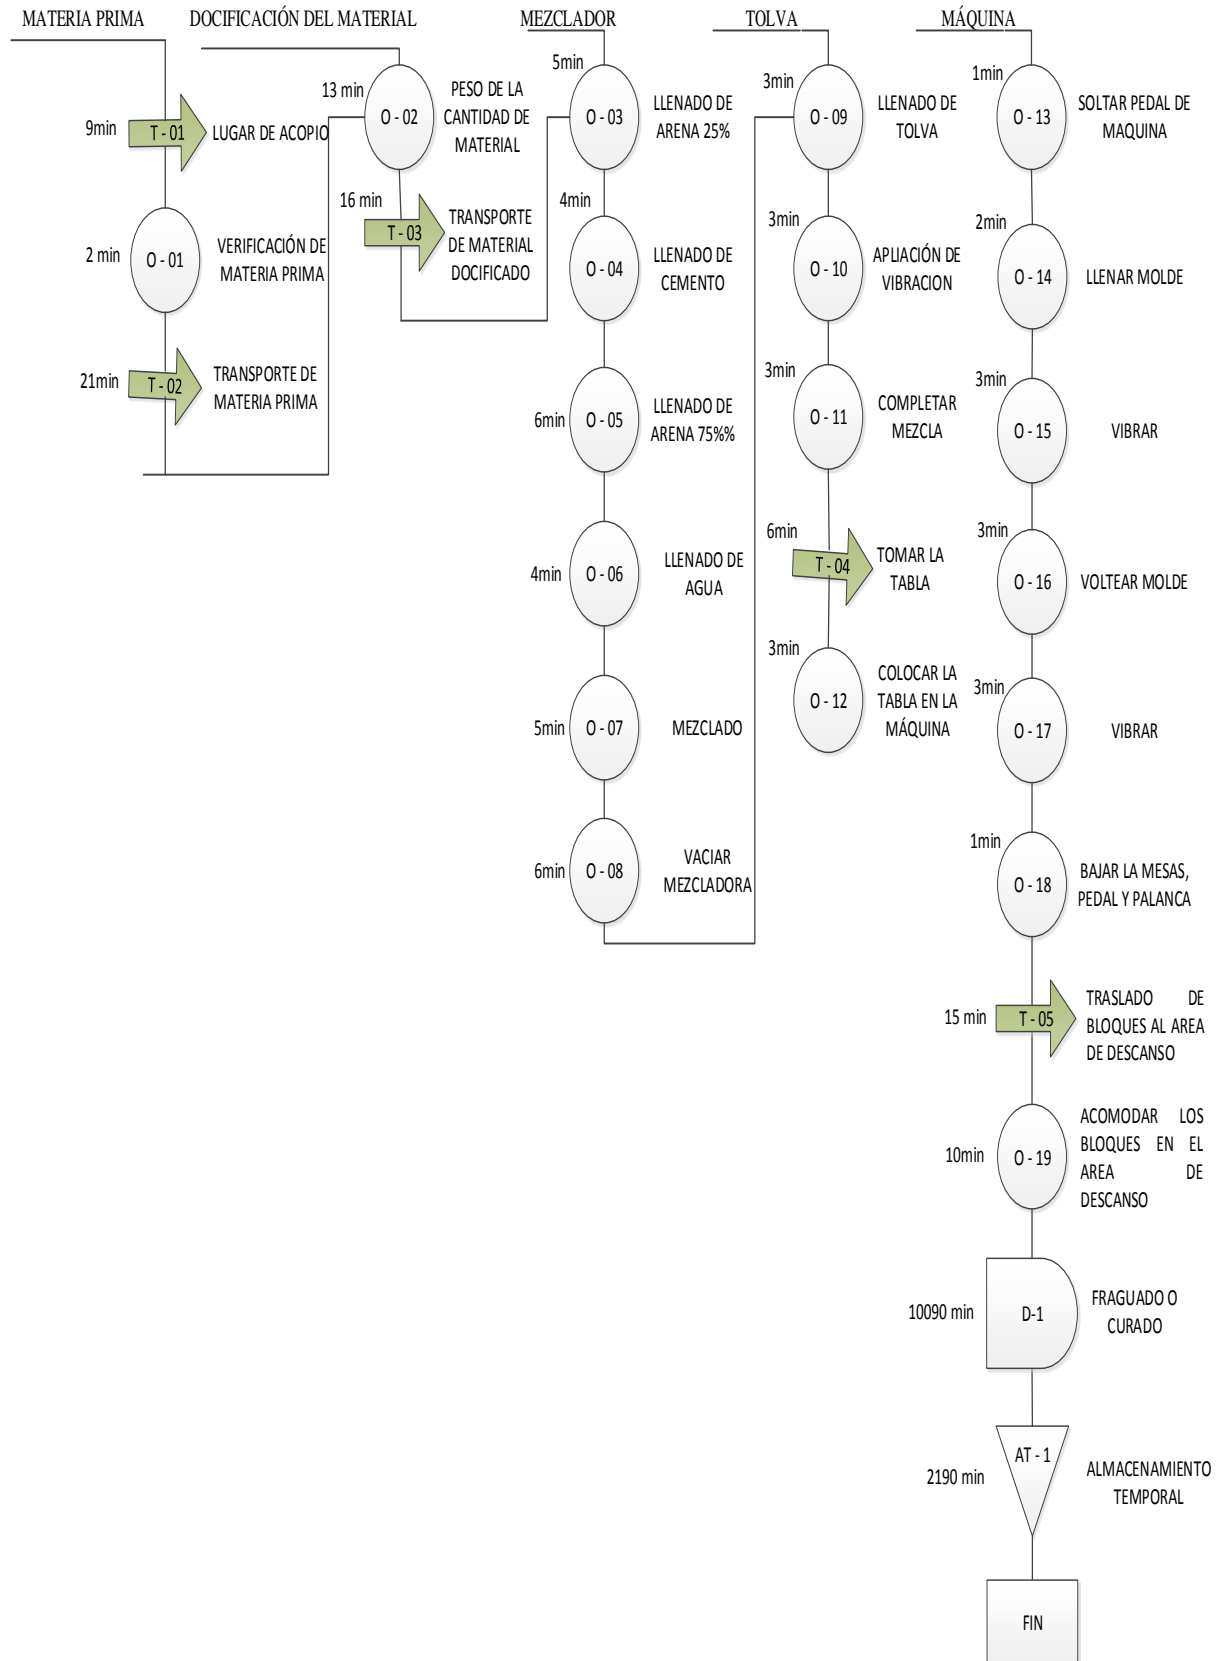 MATERIA PRIMA
9min
T - 01
LUGAR DE ACOPIO
2 min
O - 01
VERIFICACIÓN DE
MATERIA PRIMA
21min
T - 02
TRANSPORTE DE
MATERIA PRIMA
DOCIFICACIÓN DEL MATERIAL
13 min
O - 02
PESO DE LA
CANTIDAD DE
MATERIAL
16 min
T - 03
TRANSPORTE
DE MATERIAL
DOCIFICADO
MEZCLADOR
5min
O - 03
LLENADO DE
ARENA 25%
4min
O - 04
LLENADO DE
CEMENTO
6min
O - 05
LLENADO DE
ARENA 75%%
4min
O - 06
LLENADO DE
AGUA
5min
O - 07
MEZCLADO
6min
O - 08
VACIAR
MEZCLADORA
TOLVA
3min
O - 09
LLENADO DE
TOLVA
3min
O - 10
APLIACIÓN DE
VIBRACION
3min
O - 11
COMPLETAR
MEZCLA
6min
T - 04
TOMAR LA
TABLA
3min
O - 12
COLOCAR LA
TABLA EN LA
MÁQUINA
MÁQUINA
1min
O - 13
SOLTAR PEDAL DE
MAQUINA
2min
O - 14
LLENAR MOLDE
3min
O - 15
VIBRAR
3min
O - 16
VOLTEAR MOLDE
3min
O - 17
VIBRAR
1min
O - 18
BAJAR LA MESAS,
PEDAL Y PALANCA
15 min
T - 05
TRASLADO DE
BLOQUES AL AREA
DE DESCANSO
10min
O - 19
ACOMODAR LOS
BLOQUES EN EL
AREA DE
DESCANSO
10090 min
D-1
FRAGUADO O
CURADO
2190 min
AT - 1
ALMACENAMIENTO
TEMPORAL
FIN